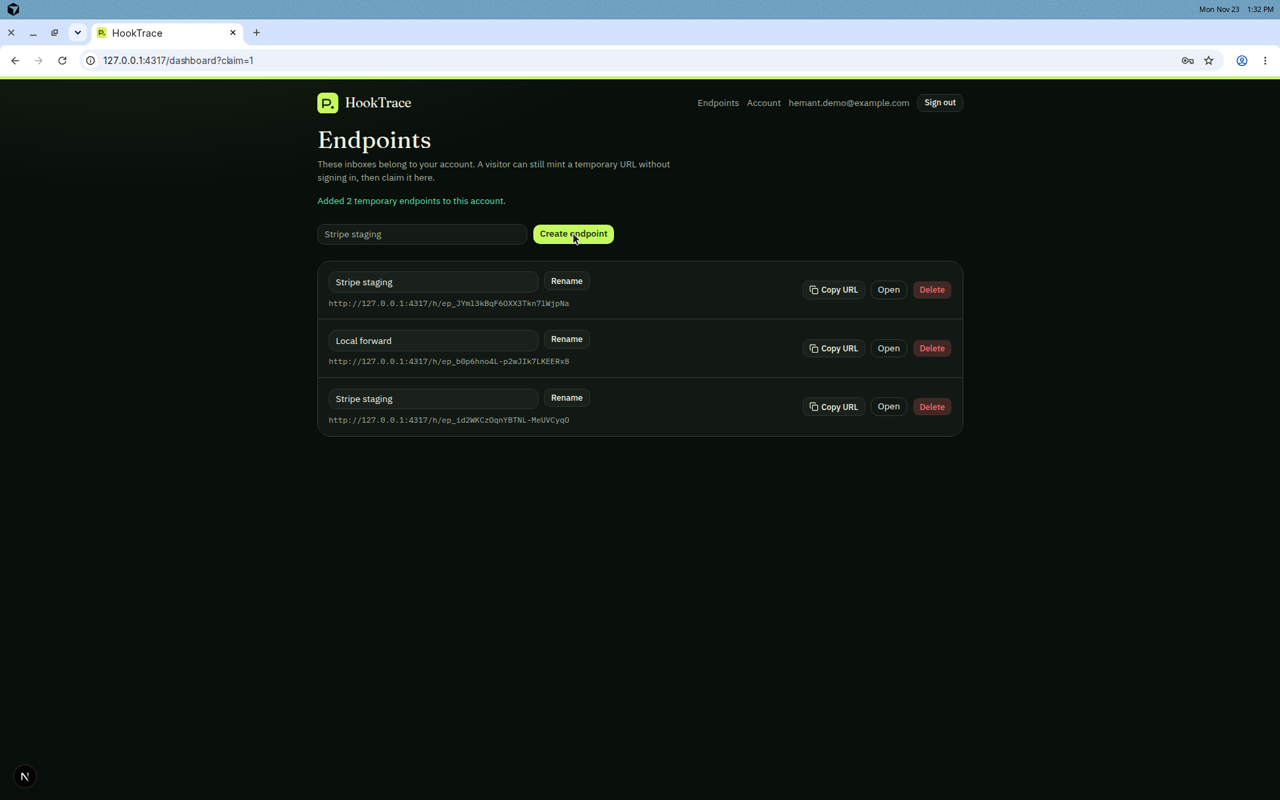 Mon Nov 23 1:32 PM
HookTrace
127.0.0.1:4317/dashboard?claim=1
P. HookTrace
Endpoints Account hemant.demo@example.com Sign out
Endpoints
These inboxes belong to your account. A visitor can still mint a temporary URL without
signing in, then claim it here.
Added 2 temporary endpoints to this account.
Stripe staging Create endpoint
Stripe staging Rename
http://127.0.0.1:4317/h/ep_JYml3kBqF6OXX3Tkn71WjpNa
Copy URL Open Delete
Local forward Rename
http://127.0.0.1:4317/h/ep_b0p6hno4L-p2wJIk7LKEERx8
Copy URL Open Delete
Stripe staging Rename
http://127.0.0.1:4317/h/ep_id2WKCzOqnYBTNL-MeUVCyqO
Copy URL Open Delete
N